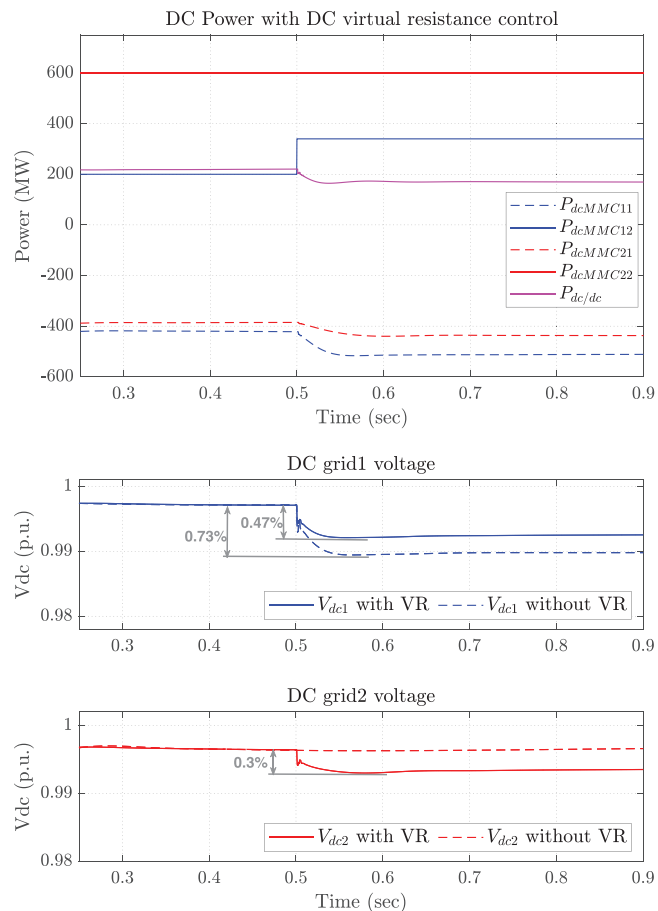 DC Power with DC virtual resistance control
Power (MW)
600
400
200
0
-200
-400
-600
P_dcMMC11
P_dcMMC12
P_dcMMC21
P_dcMMC22
P_dc/dc
0.3 0.4 0.5 0.6 0.7 0.8 0.9
Time (sec)
DC grid1 voltage
Vdc (p.u.)
1
0.99
0.98
0.73%
0.47%
V_dc1 with VR V_dc1 without VR
0.3 0.4 0.5 0.6 0.7 0.8 0.9
DC grid2 voltage
Vdc (p.u.)
1
0.99
0.98
0.3%
V_dc2 with VR V_dc2 without VR
0.3 0.4 0.5 0.6 0.7 0.8 0.9
Time (sec)